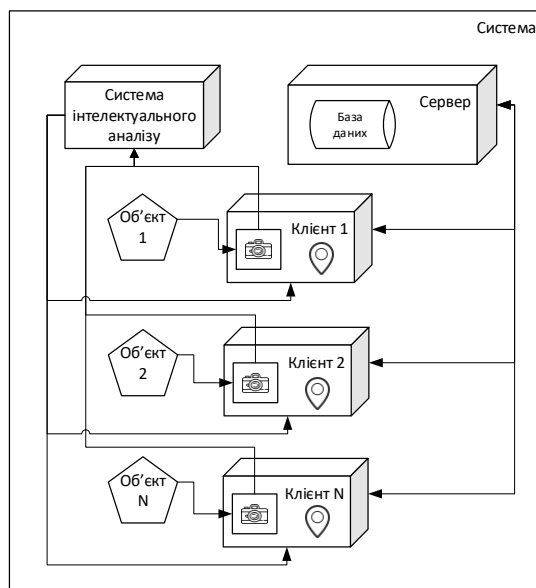 Система
Система
інтелектуального
аналізу
Сервер
База
даних
Об’єкт
1
Клієнт 1
Об’єкт
2
Клієнт 2
Об’єкт
N
Клієнт N